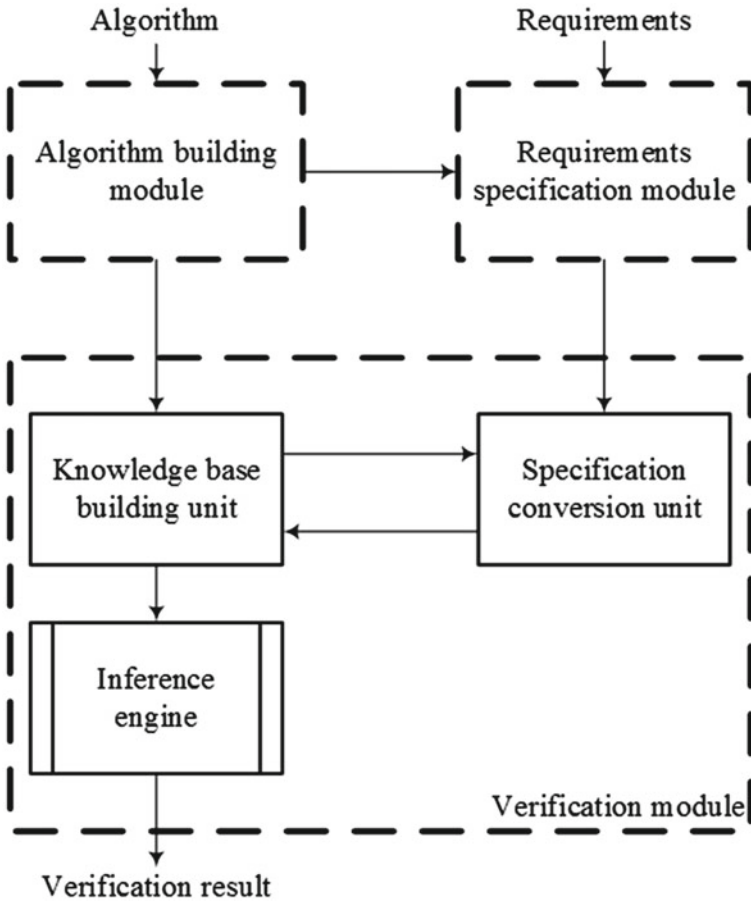 Algorithm
Requirements
Algorithm building
module
Requirements
specification module
Knowledge base
building unit
Specification
conversion unit
Inference
engine
Verification module
Verification result